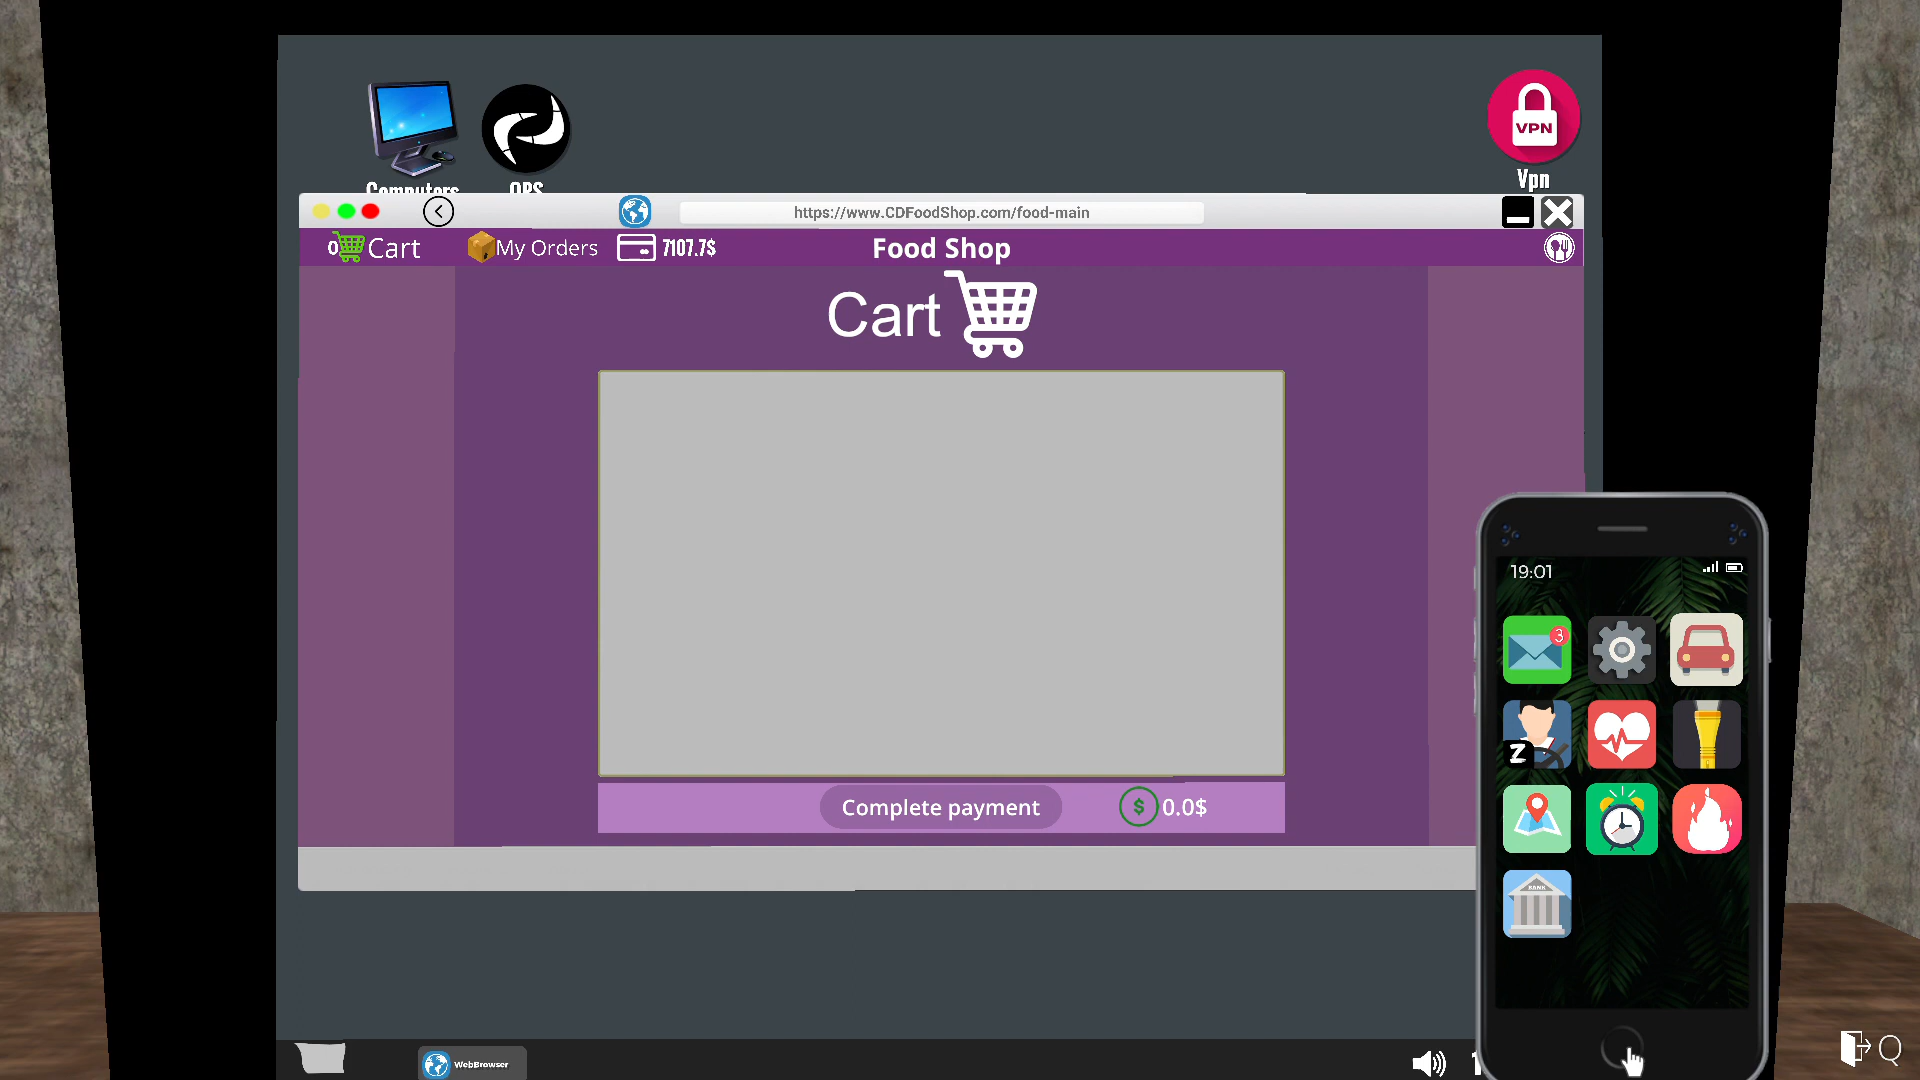 Computers
OPS
VPN
Vpn
https://www.CDFoodShop.com/food-main
0 Cart
My Orders
7107.7$
Food Shop
Cart
Complete payment
$ 0.0$
19:01
3
Z
BANK
WebBrowser
Q